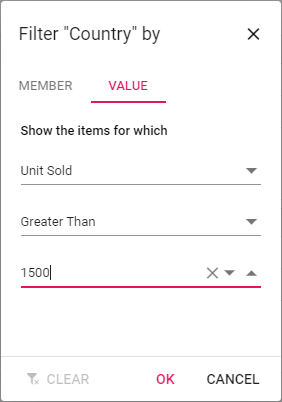 Filter "Country" by
MEMBER VALUE
Show the items for which
Unit Sold
Greater Than
1500
CLEAR OK CANCEL